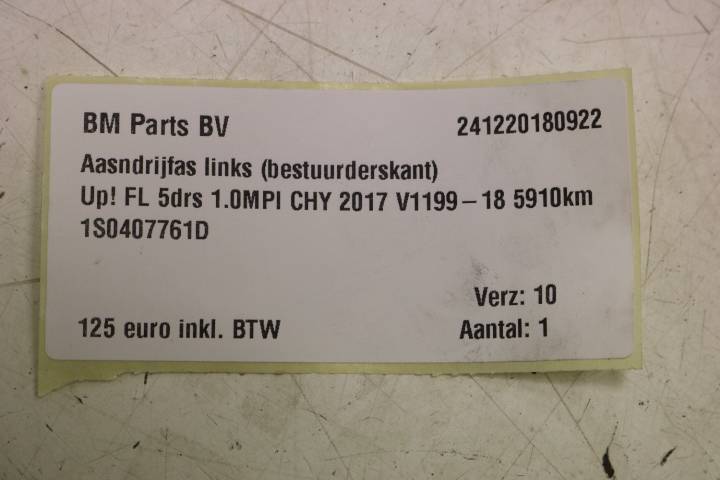 BM Parts BV 241220180922
Aasndrijfas links (bestuurderskant)
Up! FL 5drs 1.0MPI CHY 2017 V1199-18 5910km
1S0407761D
Verz: 10
125 euro inkl. BTW Aantal: 1